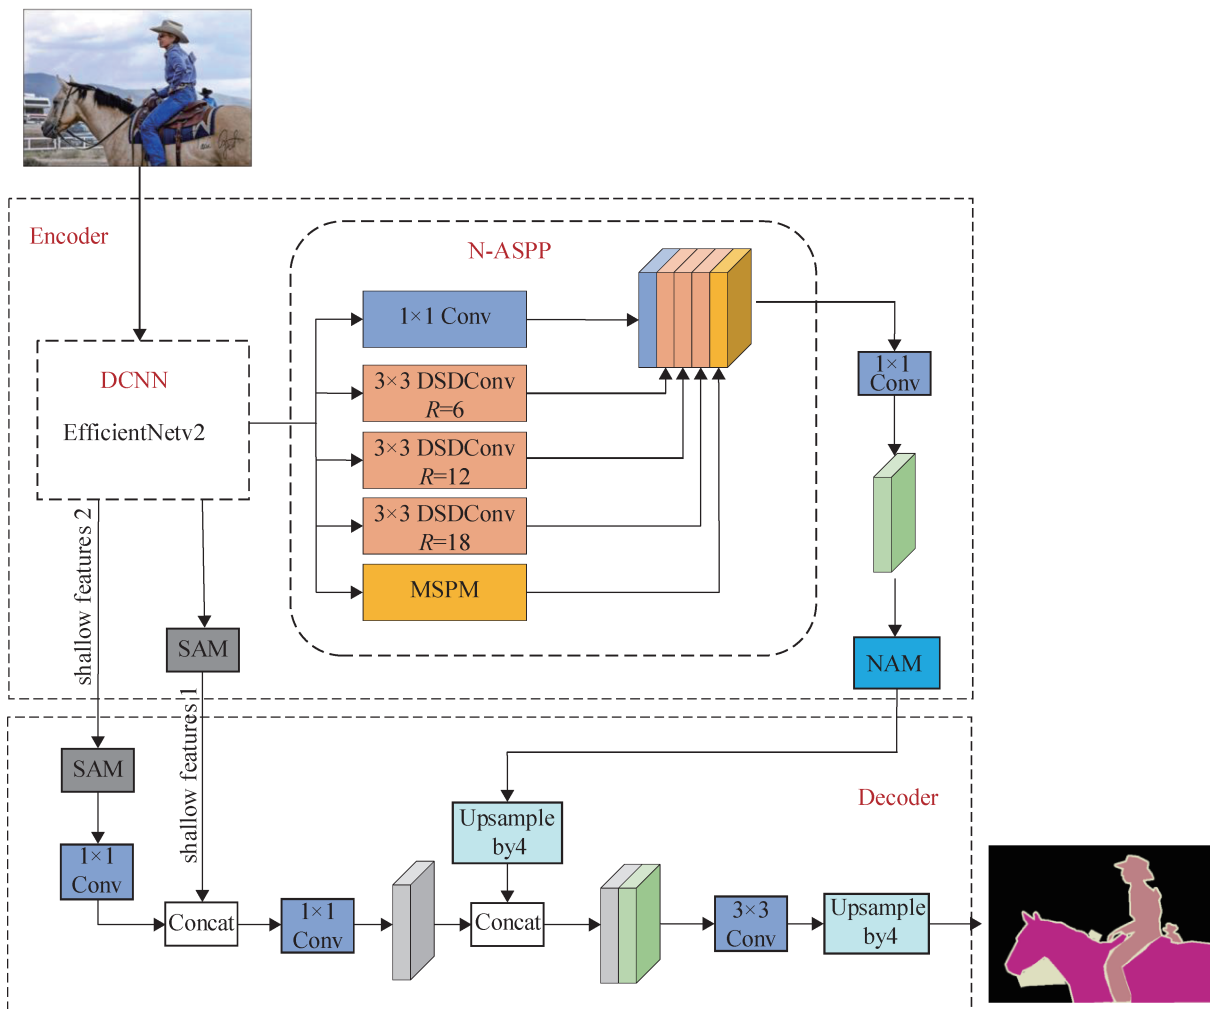 Encoder
N-ASPP
DCNN
EfficientNetv2
1×1 Conv
3×3 DSDConv
R=6
3×3 DSDConv
R=12
3×3 DSDConv
R=18
MSPM
1×1
Conv
NAM
shallow features 2
SAM
shallow features 1
SAM
1×1
Conv
Decoder
Upsample
by4
Concat
1×1
Conv
Concat
3×3
Conv
Upsample
by4